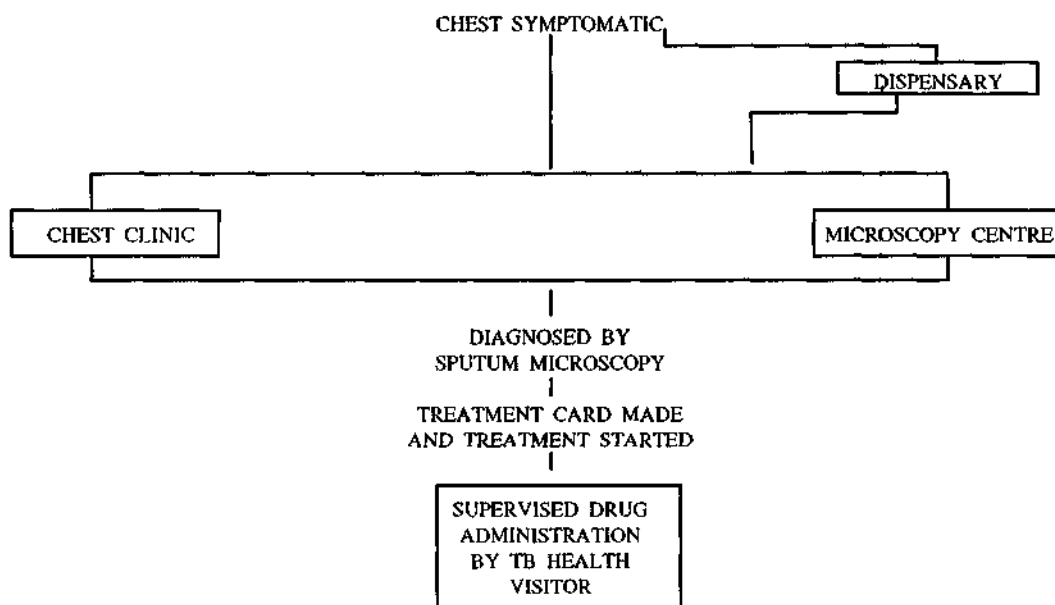 CHEST SYMPTOMATIC
DISPENSARY
CHEST CLINIC
MICROSCOPY CENTRE
DIAGNOSED BY
SPUTUM MICROSCOPY
TREATMENT CARD MADE
AND TREATMENT STARTED
SUPERVISED DRUG
ADMINISTRATION
BY TB HEALTH
VISITOR